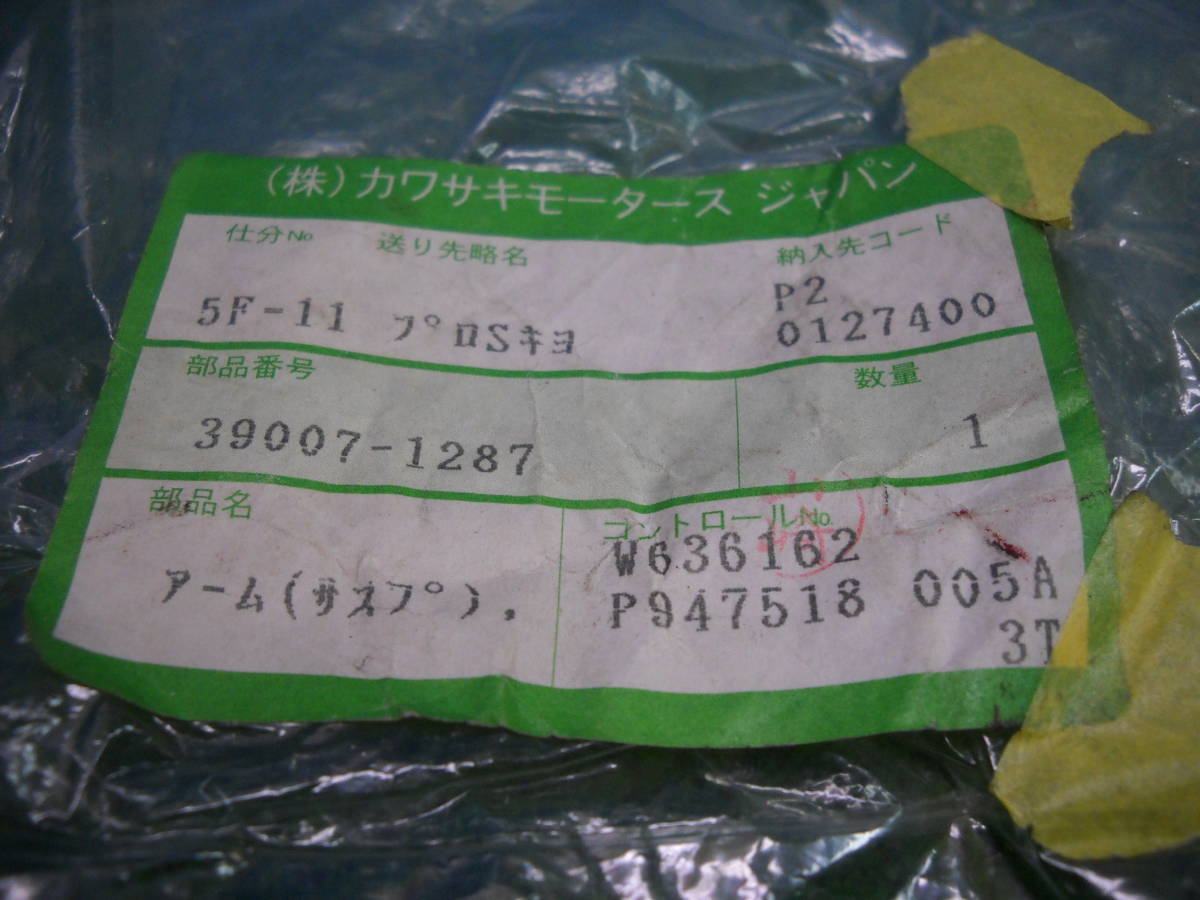 (株)カワサキモータース ジャパン
仕分No 送り先略名 納入先コード
P2
5F-11 プロSキヨ 0127400
部品番号 数量
39007-1287 1
部品名 コントロールNo
W636162
アーム(サスプ), P947518 005A
3T